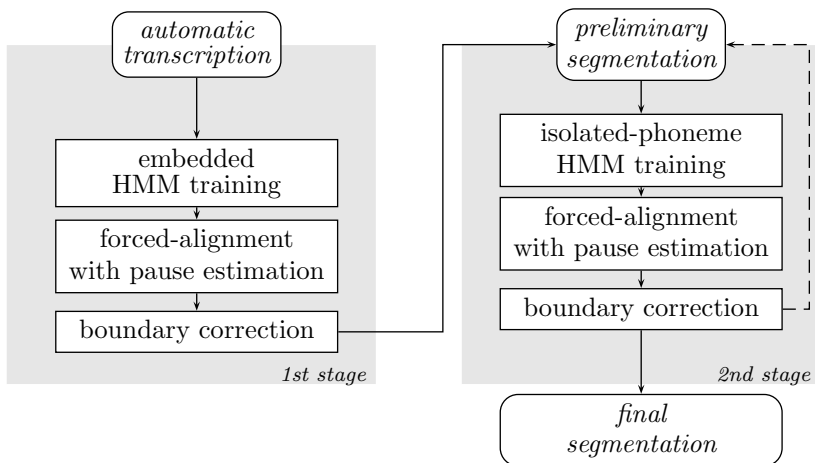 automatic
transcription
embedded
HMM training
forced-alignment
with pause estimation
boundary correction
1st stage
preliminary
segmentation
isolated-phoneme
HMM training
forced-alignment
with pause estimation
boundary correction
2nd stage
final
segmentation